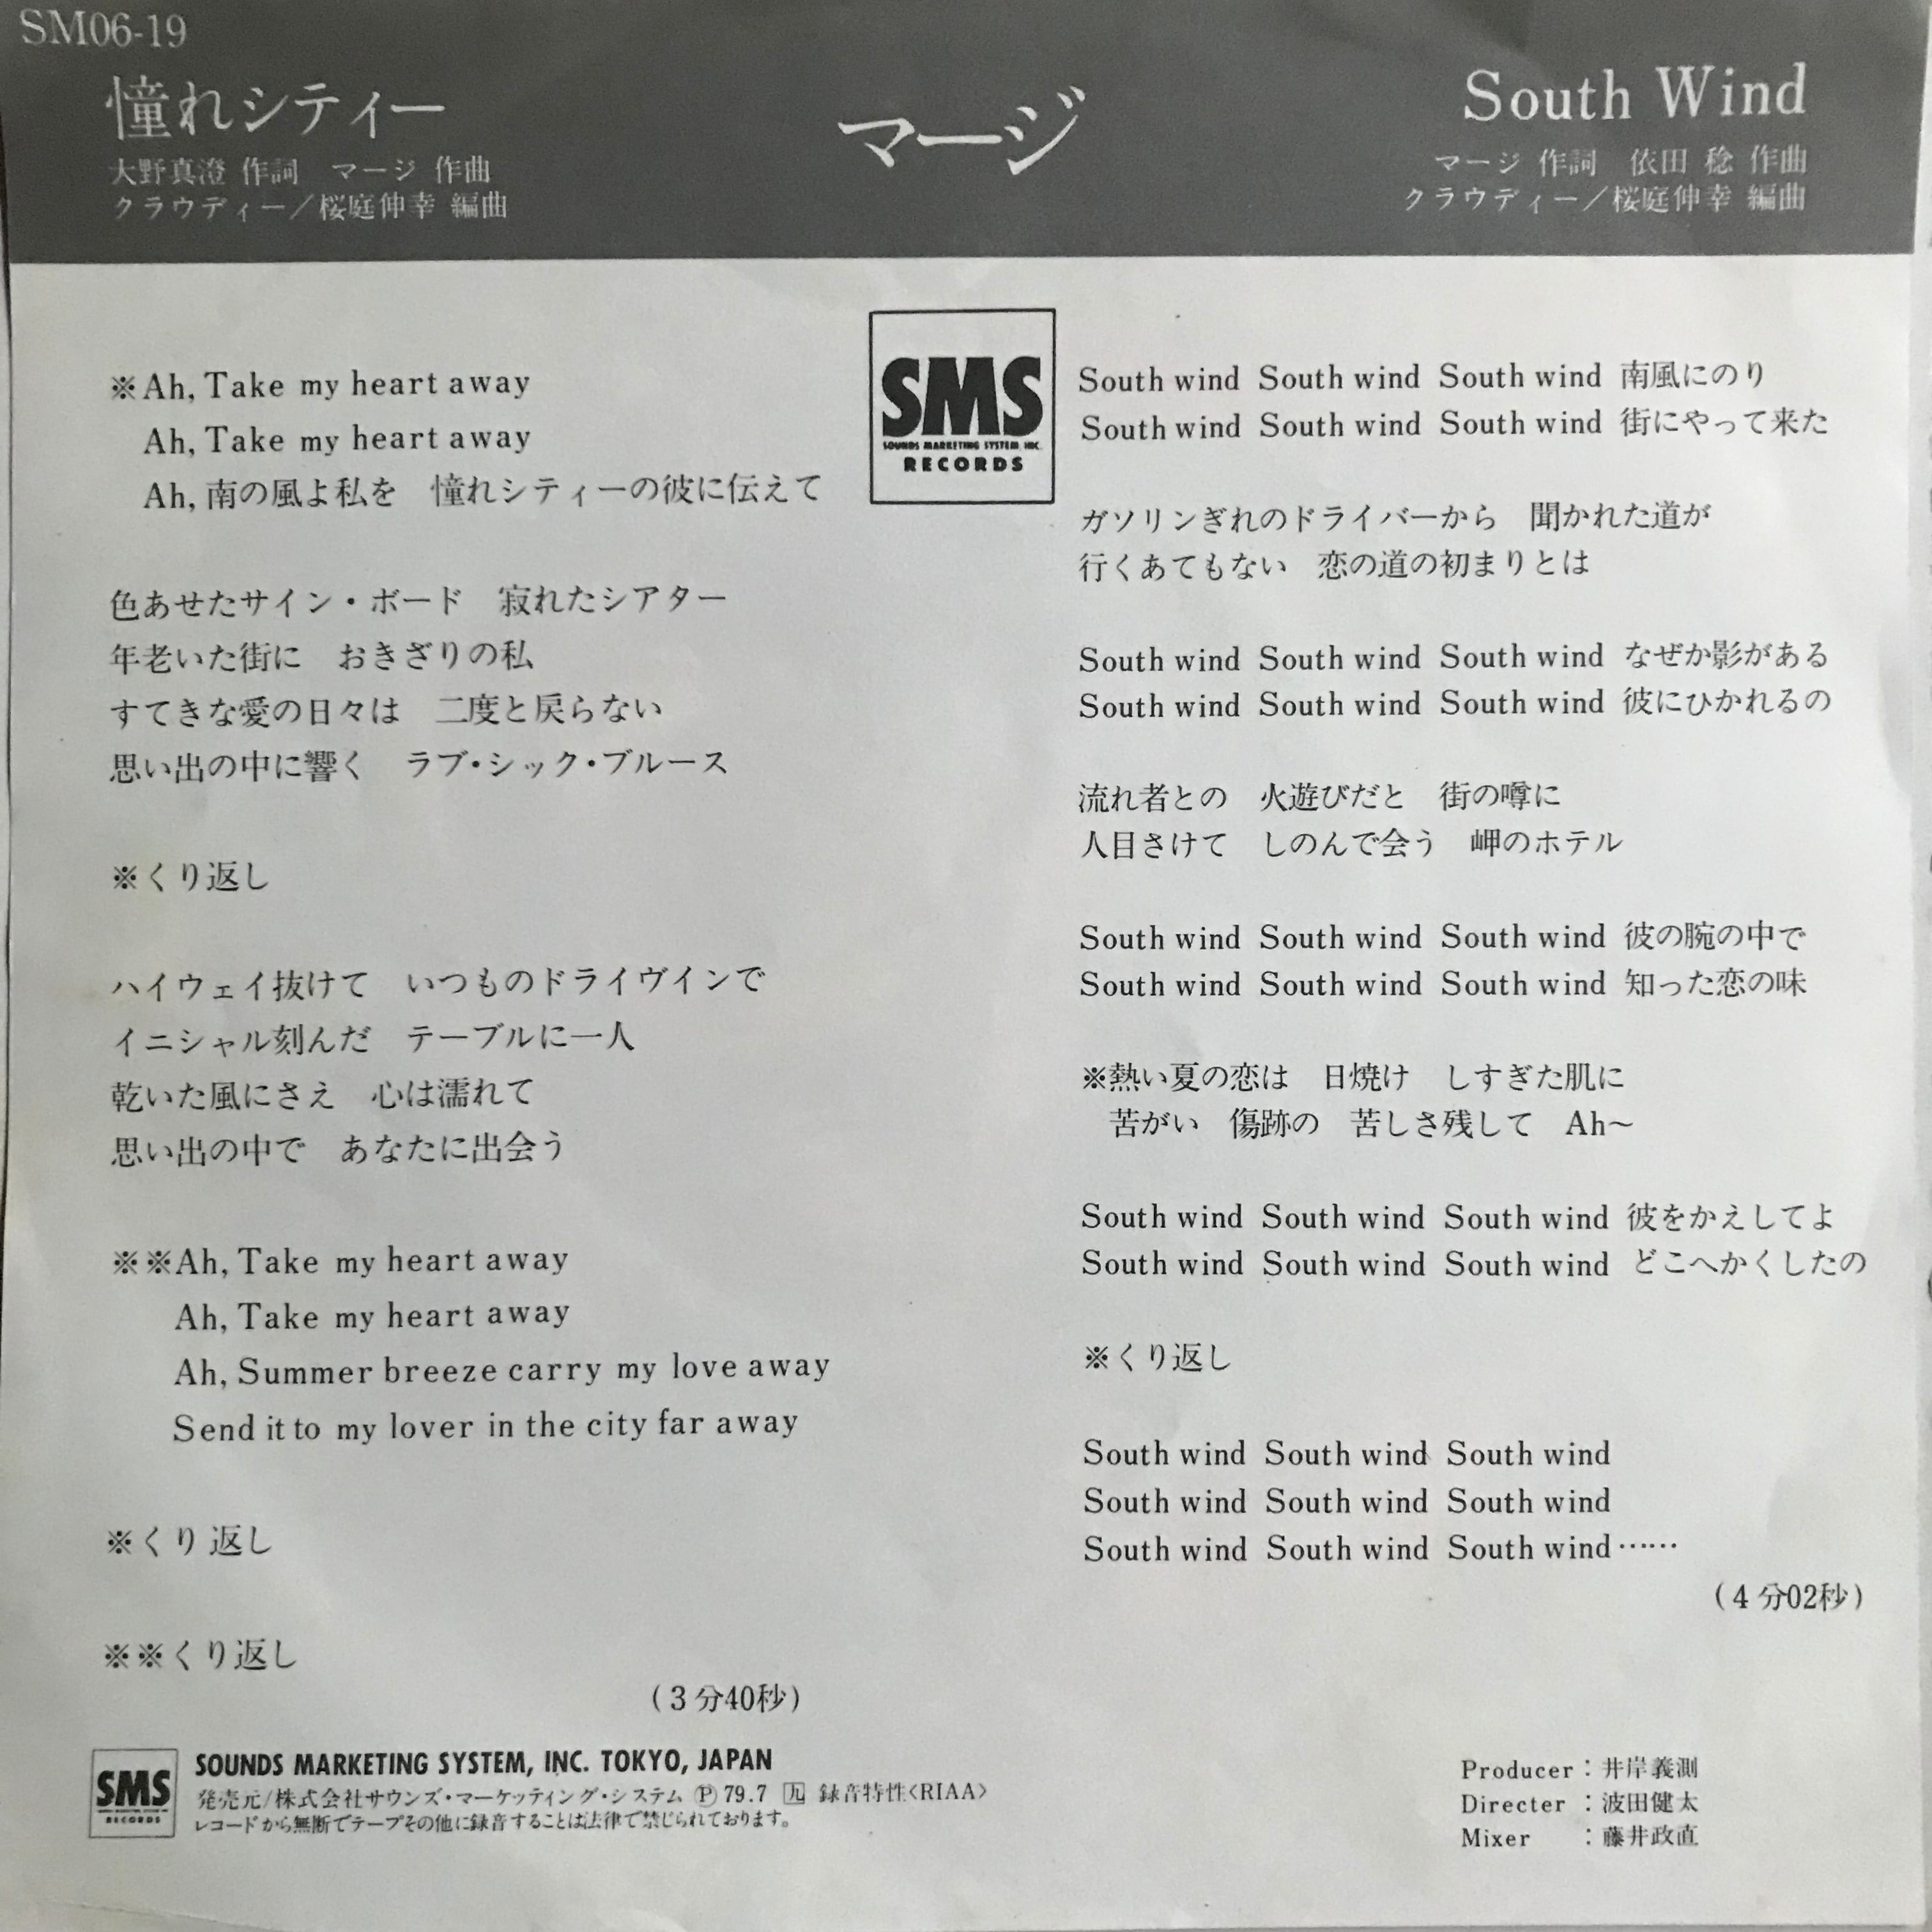 SM06-19
憧れシティー
大野真澄 作詞　マージ 作曲
クラウディー／桜庭伸幸 編曲
マージ
South Wind
マージ 作詞　依田 稔 作曲
クラウディー／桜庭伸幸 編曲
※Ah, Take my heart away
Ah, Take my heart away
Ah, 南の風よ私を　憧れシティーの彼に伝えて
色あせたサイン・ボード　寂れたシアター
年老いた街に　おきざりの私
すてきな愛の日々は　二度と戻らない
思い出の中に響く　ラブ・シック・ブルース
※くり返し
ハイウェイ抜けて　いつものドライヴインで
イニシャル刻んだ　テーブルに一人
乾いた風にさえ　心は濡れて
思い出の中で　あなたに出会う
※※Ah, Take my heart away
Ah, Take my heart away
Ah, Summer breeze carry my love away
Send it to my lover in the city far away
※くり返し
※※くり返し
(3分40秒)
SMS
SOUNDS MARKETING SYSTEM INC.
RECORDS
South wind South wind South wind 南風にのり
South wind South wind South wind 街にやって来た
ガソリンぎれのドライバーから　聞かれた道が
行くあてもない　恋の道の初まりとは
South wind South wind South wind なぜか影がある
South wind South wind South wind 彼にひかれるの
流れ者との　火遊びだと　街の噂に
人目さけて　しのんで会う　岬のホテル
South wind South wind South wind 彼の腕の中で
South wind South wind South wind 知った恋の味
※熱い夏の恋は　日焼け　しすぎた肌に
苦がい　傷跡の　苦しさ残して　Ah〜
South wind South wind South wind 彼をかえしてよ
South wind South wind South wind どこへかくしたの
※くり返し
South wind South wind South wind
South wind South wind South wind
South wind South wind South wind……
(4分02秒)
SMS
RECORDS
SOUNDS MARKETING SYSTEM, INC. TOKYO, JAPAN
発売元/株式会社サウンズ・マーケッティング・システム Ⓟ79.7 九 録音特性〈RIAA〉
レコードから無断でテープその他に録音することは法律で禁じられております。
Producer：井岸義測
Directer：波田健太
Mixer：藤井政直